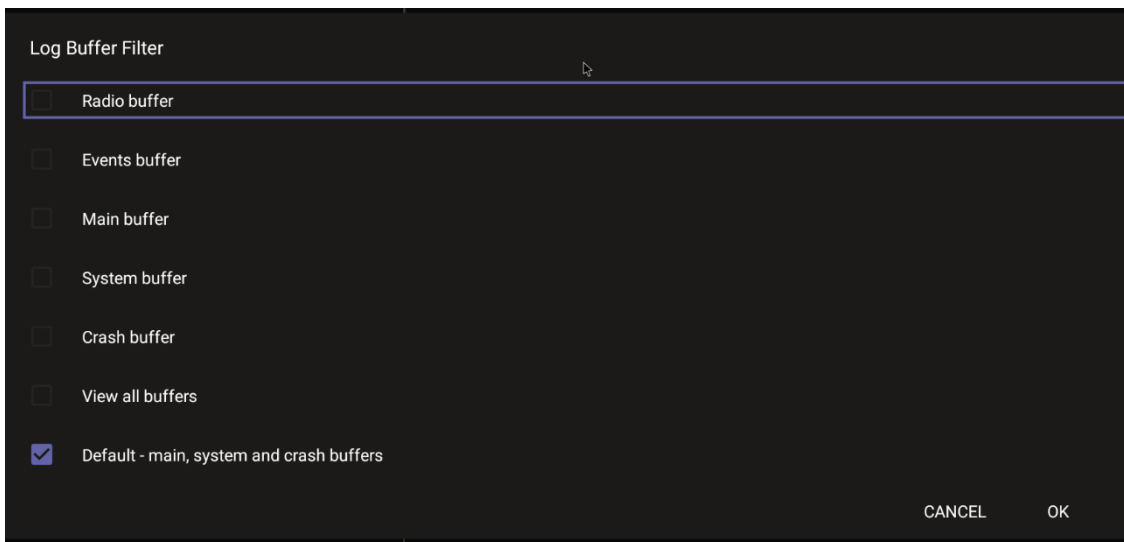 Log Buffer Filter
Radio buffer
Events buffer
Main buffer
System buffer
Crash buffer
View all buffers
Default - main, system and crash buffers
CANCEL OK